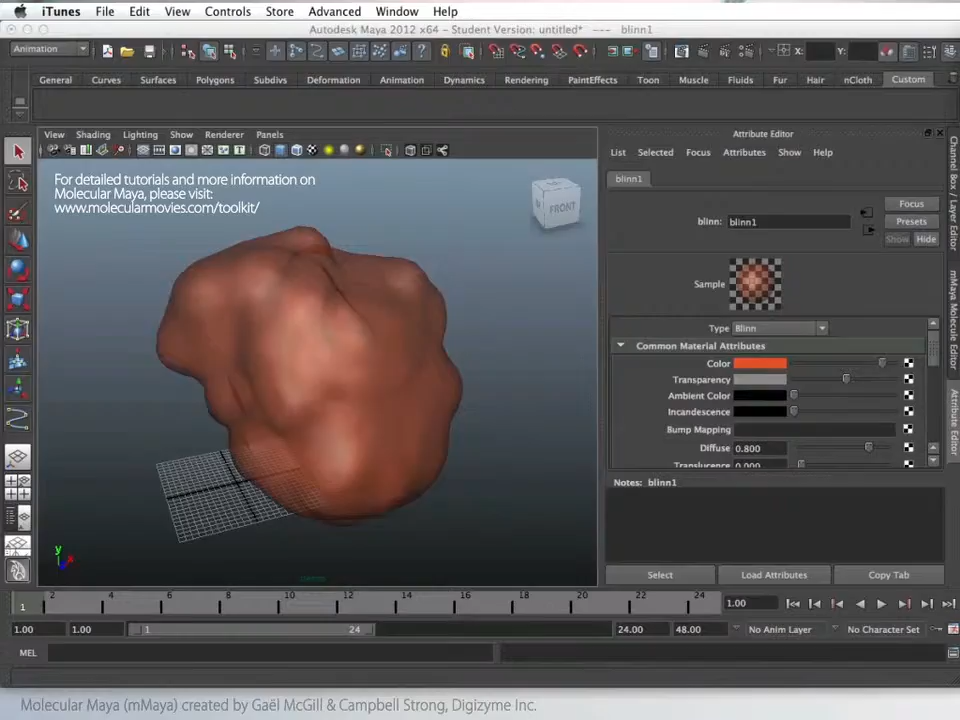 iTunes File Edit View Controls Store Advanced Window Help
Autodesk Maya 2012 x64 - Student Version: untitled* --- blinn1
Animation X: Y:
General Curves Surfaces Polygons Subdivs Deformation Animation Dynamics Rendering PaintEffects Toon Muscle Fluids Fur Hair nCloth Custom
View Shading Lighting Show Renderer Panels
Attribute Editor
List Selected Focus Attributes Show Help
blinn1
For detailed tutorials and more information on
Molecular Maya, please visit:
www.molecularmovies.com/toolkit/
FRONT
blinn: blinn1
Focus
Presets
Show Hide
Sample
Type Blinn
Common Material Attributes
Color
Transparency
Ambient Color
Incandescence
Bump Mapping
Diffuse 0.800
Translucence 0.000
Notes: blinn1
Select Load Attributes Copy Tab
Channel Box / Layer Editor
mMaya Molecule Editor
Attribute Editor
y x
1 2 4 6 8 10 12 14 16 18 20 22 24 1.00
1.00 1.00 1 24 24.00 48.00 No Anim Layer No Character Set
MEL
Molecular Maya (mMaya) created by Gaël McGill & Campbell Strong, Digizyme Inc.